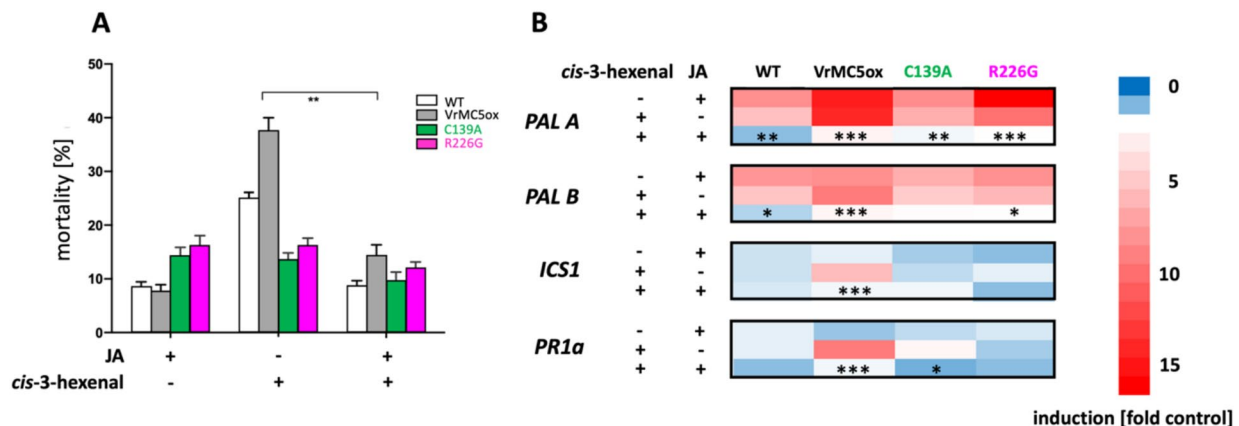 A
50
40
30
20
10
0
mortality [%]
**
WT
VrMC5ox
C139A
R226G
JA + - +
cis-3-hexenal - + +
B
cis-3-hexenal JA WT VrMC5ox C139A R226G
PAL A
- +
+ -
+ + ** *** ** ***
PAL B
- +
+ -
+ + * *** *
ICS1
- +
+ -
+ + ***
PR1a
- +
+ -
+ + *** *
0
5
10
15
induction [fold control]